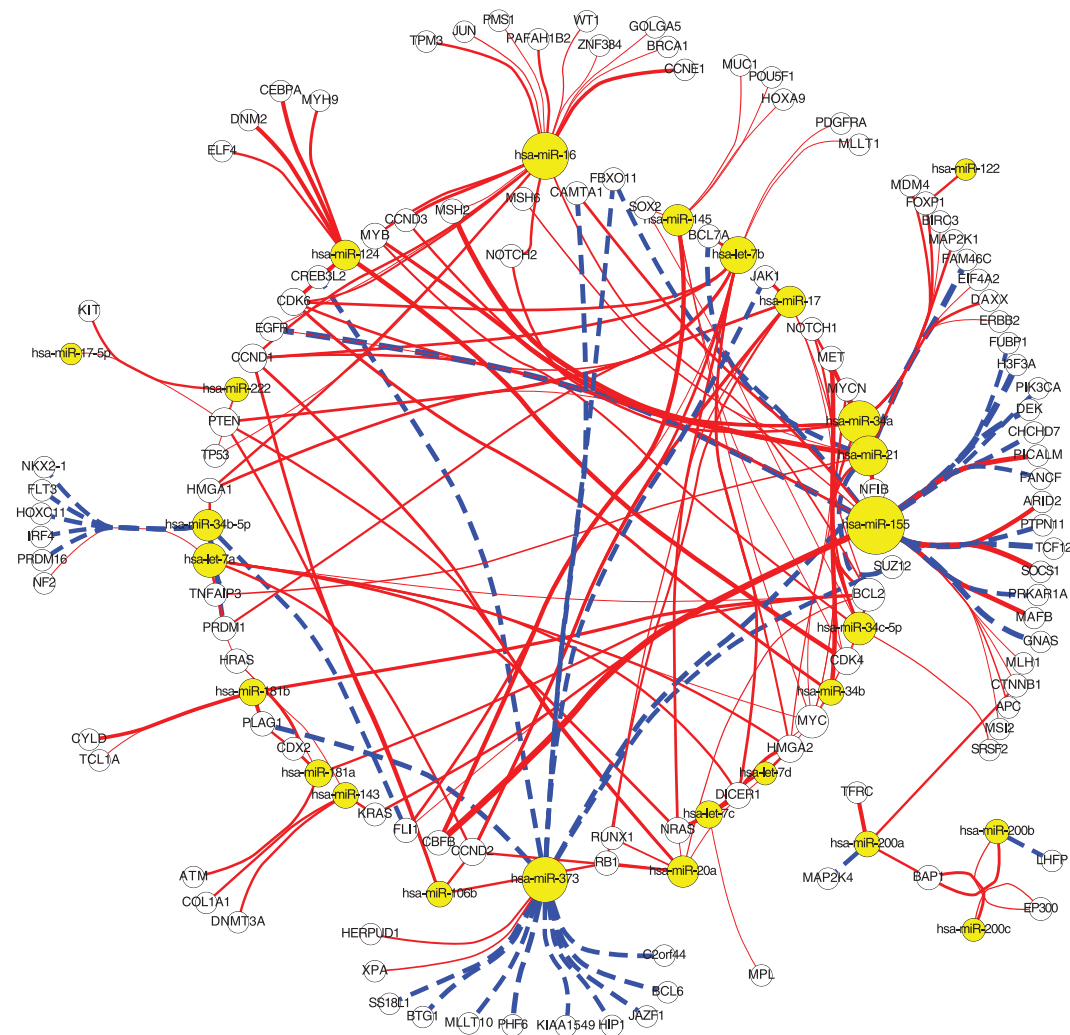 PMS1
WT1
GOLGA5
JUN
PAFAH1B2
ZNF384
BRCA1
TPM3
CCNE1
MUC1
POU5F1
HOXA9
CEBPA
MYH9
DNM2
ELF4
PDGFRA
MLLT1
hsa-miR-16
hsa-miR-122
FBXO11
CAMTA1
MSH6
MSH2
CCND3
MYB
SOX2
hsa-miR-145
BCL7A
hsa-let-7b
MDM4
FOXP1
BIRC3
MAP2K1
FAM46C
EIF4A2
DAXX
ERBB2
FUBP1
H3F3A
PIK3CA
DEK
CHCHD7
PICALM
FANCF
ARID2
PTPN11
TCF12
SOCS1
PRKAR1A
MAFB
GNAS
MLH1
CTNNB1
APC
MSI2
SRSF2
hsa-miR-124
NOTCH2
CREB3L2
CDK6
EGFR
CCND1
JAK1
hsa-miR-17
NOTCH1
MET
MYCN
hsa-miR-34a
hsa-miR-21
NFIB
hsa-miR-155
SUZ12
BCL2
hsa-miR-34c-5p
CDK4
hsa-miR-34b
MYC
HMGA2
hsa-let-7d
DICER1
hsa-let-7c
KIT
hsa-miR-17-5p
hsa-miR-222
PTEN
TP53
HMGA1
NKX2-1
FLT3
HOXC11
IRF4
PRDM16
NF2
hsa-miR-34b-5p
hsa-let-7a
TNFAIP3
PRDM1
HRAS
hsa-miR-181b
PLAG1
CYLD
TCL1A
CDX2
hsa-miR-181a
hsa-miR-143
KRAS
FLI1
CBFB
CCND2
RUNX1
NRAS
RB1
hsa-miR-20a
hsa-miR-373
hsa-miR-106b
ATM
COL1A1
DNMT3A
HERPUD1
XPA
SS18L1
BTG1
MLLT10
PHF6
KIAA1549
HIP1
JAZF1
BCL6
C2orf44
MPL
TFRC
hsa-miR-200a
MAP2K4
hsa-miR-200b
LHFP
BAP1
EP300
hsa-miR-200c